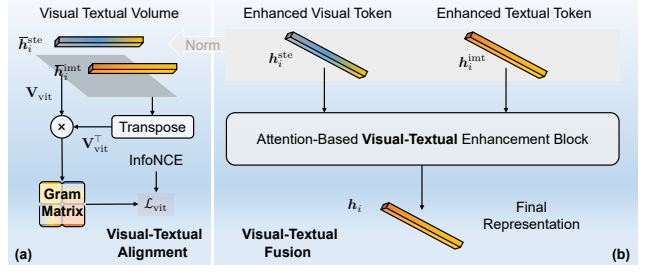 Visual Textual Volume
h̅_i^ste
h̅_i^imt
V_vit
×
Transpose
V_vit^⊤
InfoNCE
Gram
Matrix
ℒ_vit
Visual-Textual
Alignment
(a)
Norm
Enhanced Visual Token
Enhanced Textual Token
h_i^ste
h_i^imt
Attention-Based Visual-Textual Enhancement Block
h_i
Final
Representation
Visual-Textual
Fusion
(b)